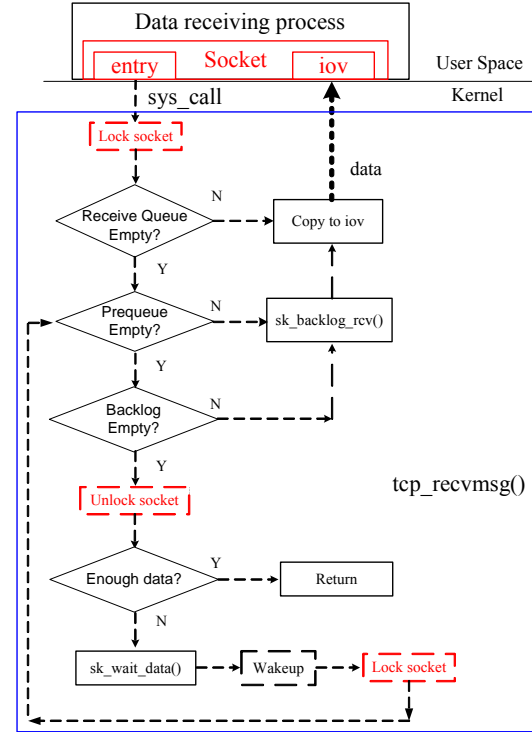 Data receiving process
Socket
entry
iov
User Space
Kernel
sys_call
Lock socket
data
N
Receive Queue
Empty?
Copy to iov
Y
N
Prequeue
Empty?
sk_backlog_rcv()
Y
N
Backlog
Empty?
Y
tcp_recvmsg()
Unlock socket
Y
Enough data?
Return
N
sk_wait_data()
Wakeup
Lock socket